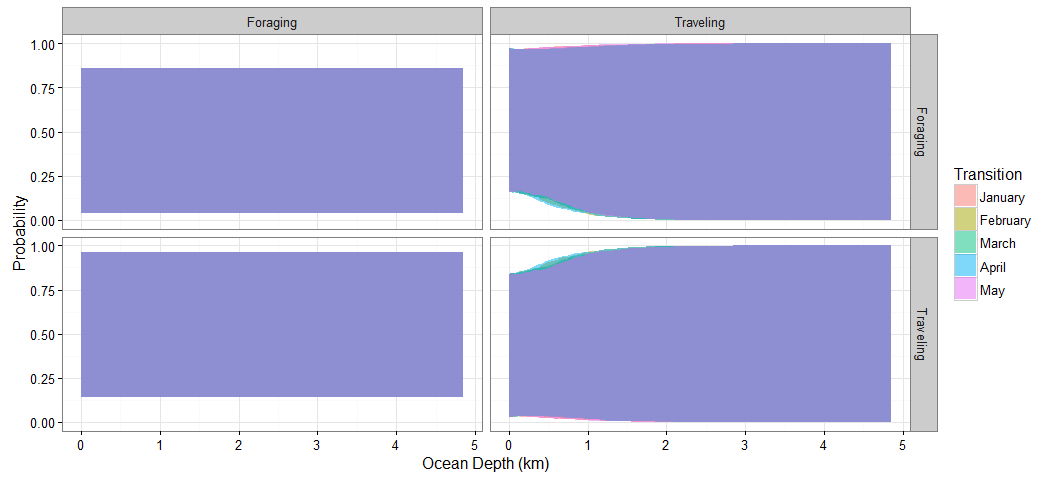 Foraging
Traveling
1.00
0.75
0.50
0.25
0.00
Foraging
1.00
0.75
0.50
0.25
0.00
Traveling
Probability
0 1 2 3 4 5
0 1 2 3 4 5
Ocean Depth (km)
Transition
January
February
March
April
May